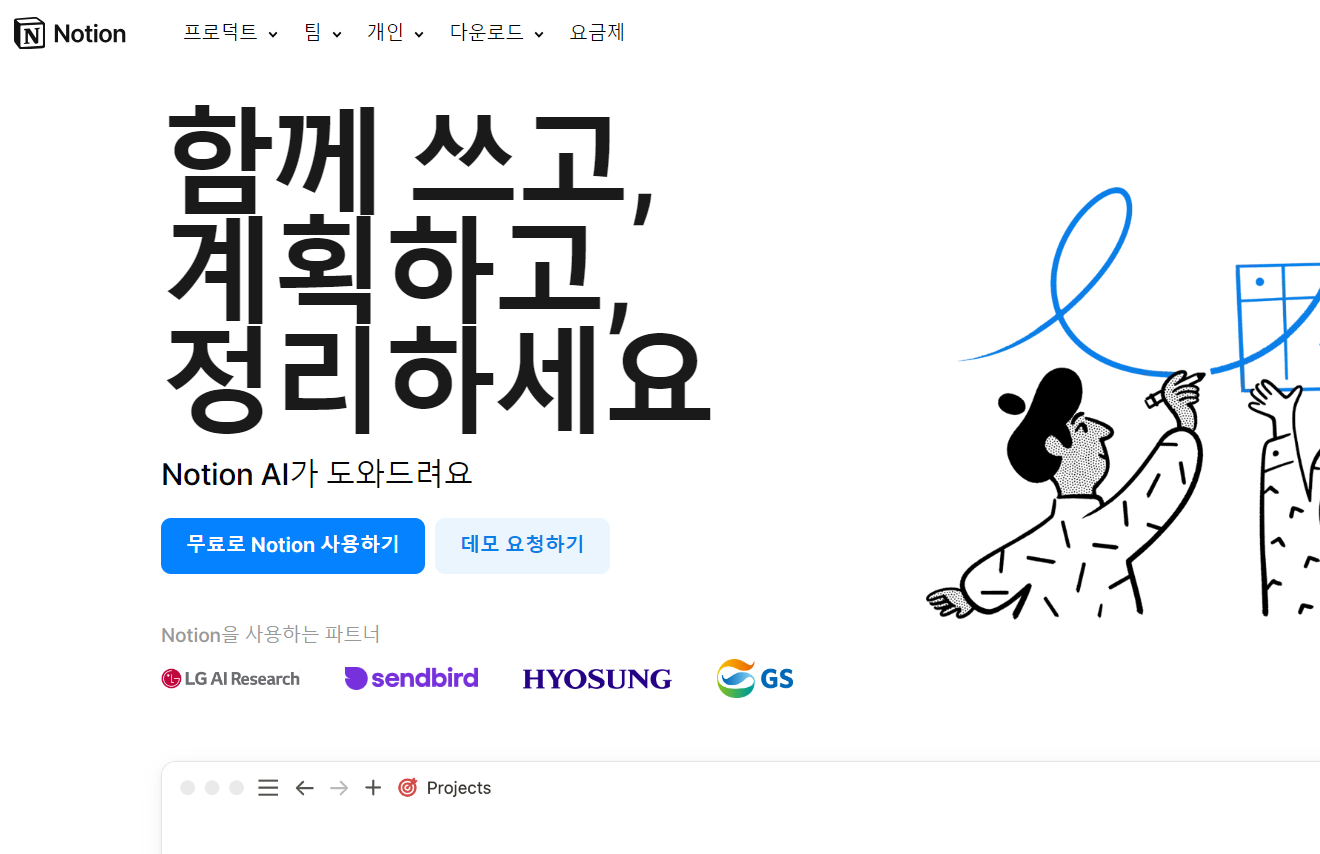 Notion 프로덕트 팀 개인 다운로드 요금제
함께 쓰고,
계획하고,
정리하세요
Notion AI가 도와드려요
무료로 Notion 사용하기 데모 요청하기
Notion을 사용하는 파트너
LG AI Research sendbird HYOSUNG GS
Projects